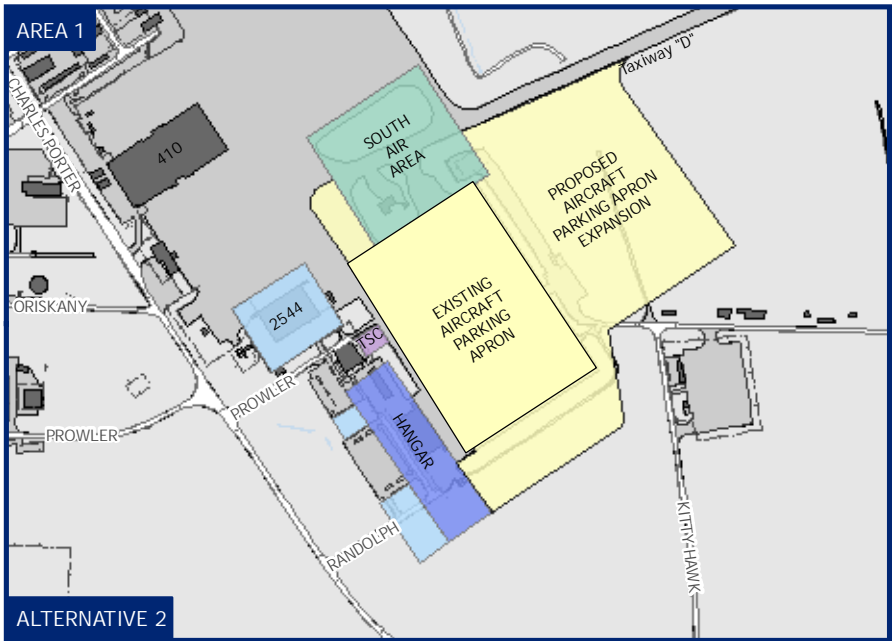 AREA 1
Taxiway "D"
CHARLES PORTER
410
SOUTH
AIR
AREA
PROPOSED
AIRCRAFT
PARKING APRON
EXPANSION
2544
EXISTING
AIRCRAFT
PARKING
APRON
ORISKANY
TSC
PROWLER
HANGAR
PROWLER
RANDOLPH
KITTY HAWK
ALTERNATIVE 2